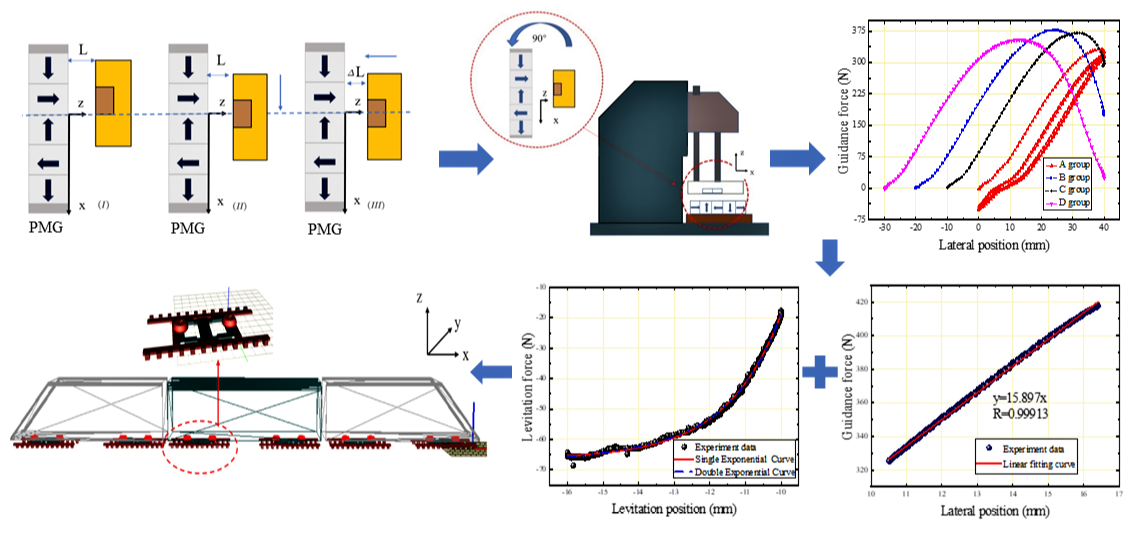 L
z
x
(I)
PMG
L
z
x
(II)
PMG
ΔL
z
x
(III)
PMG
90°
z
x
z
x
Guidance force (N)
375
300
225
150
75
0
-75
-30
-20
-10
0
10
20
30
40
Lateral position (mm)
A group
B group
C group
D group
z
y
x
Levitation force (N)
-10
-20
-30
-40
-50
-60
-70
-16
-15
-14
-13
-12
-11
-10
Levitation position (mm)
Experiment data
Single Exponential Curve
Double Exponential Curve
Guidance force (N)
420
400
380
360
340
320
10
11
12
13
14
15
16
17
Lateral position (mm)
y=15.897x
R=0.99913
Experiment data
Linear fitting curve